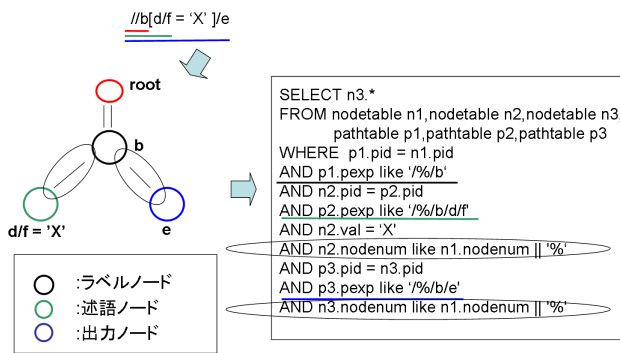 //b[d/f = ‘X’ ]/e
root
b
d/f = ’X’
e
:ラベルノード
:述語ノード
:出力ノード
SELECT n3.*
FROM nodetable n1,nodetable n2,nodetable n3,
pathtable p1,pathtable p2,pathtable p3
WHERE p1.pid = n1.pid
AND p1.pexp like ‘/%/b‘
AND n2.pid = p2.pid
AND p2.pexp like ‘/%/b/d/f’
AND n2.val = ‘X’
AND n2.nodenum like n1.nodenum || '%‘
AND p3.pid = n3.pid
AND p3.pexp like ‘/%/b/e'
AND n3.nodenum like n1.nodenum || '%'